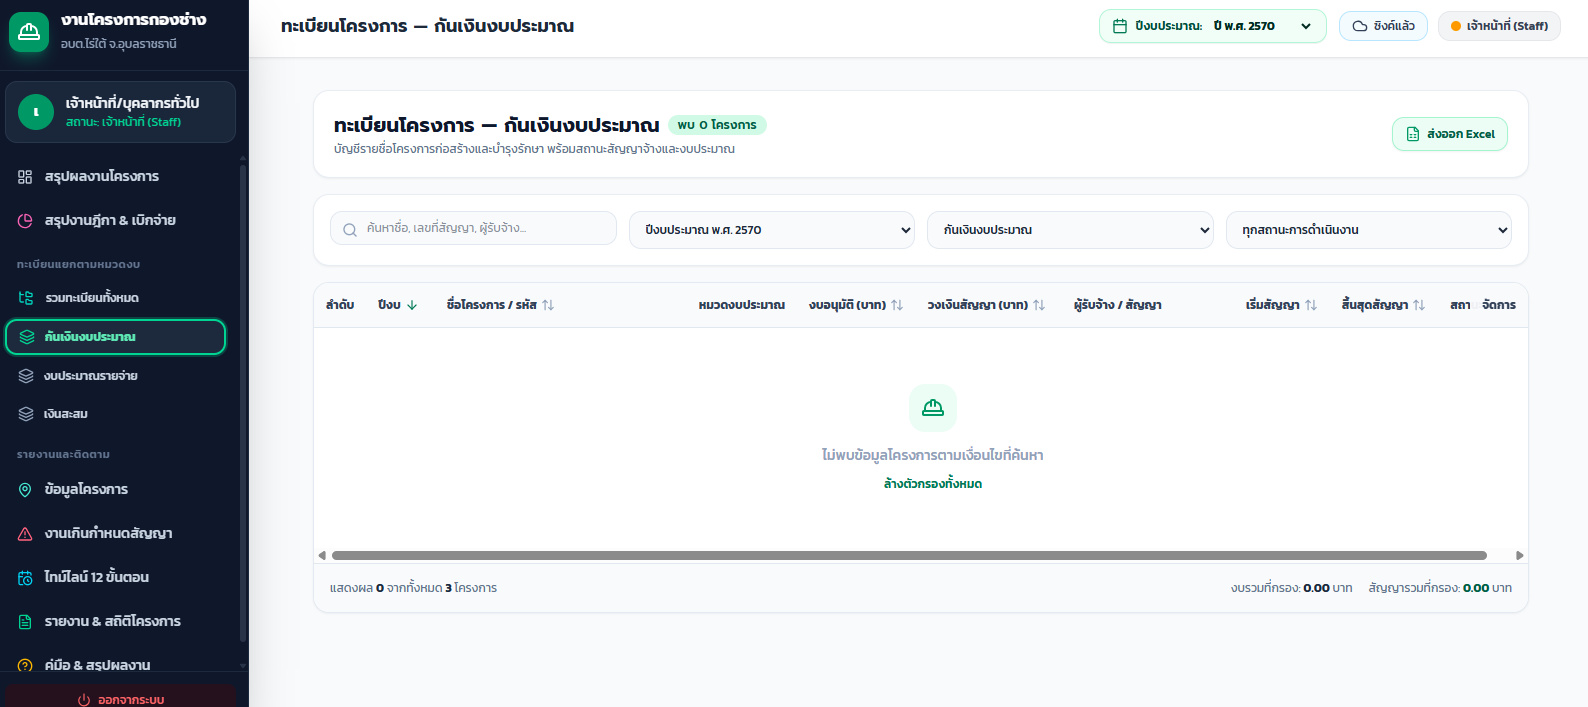 งานโครงการกองช่าง
อบต.ไร่ใต้ จ.อุบลราชธานี
เ
เจ้าหน้าที่/บุคลากรทั่วไป
สถานะ: เจ้าหน้าที่ (Staff)
สรุปผลงานโครงการ
สรุปงานฎีกา & เบิกจ่าย
ทะเบียนแยกตามหมวดงบ
รวมทะเบียนทั้งหมด
กันเงินงบประมาณ
งบประมาณรายจ่าย
เงินสะสม
รายงานและติดตาม
ข้อมูลโครงการ
งานเกินกำหนดสัญญา
ไทม์ไลน์ 12 ขั้นตอน
รายงาน & สถิติโครงการ
คู่มือ & สรุปผลงาน
ออกจากระบบ
ทะเบียนโครงการ — กันเงินงบประมาณ
ปีงบประมาณ: ปี พ.ศ. 2570
ซิงค์แล้ว
เจ้าหน้าที่ (Staff)
ทะเบียนโครงการ — กันเงินงบประมาณ พบ 0 โครงการ
บัญชีรายชื่อโครงการก่อสร้างและบำรุงรักษา พร้อมสถานะสัญญาจ้างและงบประมาณ
ส่งออก Excel
ค้นหาชื่อ, เลขที่สัญญา, ผู้รับจ้าง...
ปีงบประมาณ พ.ศ. 2570
กันเงินงบประมาณ
ทุกสถานะการดำเนินงาน
ลำดับ ปีงบ ชื่อโครงการ / รหัส หมวดงบประมาณ งบอนุมัติ (บาท) วงเงินสัญญา (บาท) ผู้รับจ้าง / สัญญา เริ่มสัญญา สิ้นสุดสัญญา สถา จัดการ
ไม่พบข้อมูลโครงการตามเงื่อนไขที่ค้นหา
ล้างตัวกรองทั้งหมด
แสดงผล 0 จากทั้งหมด 3 โครงการ
งบรวมที่กรอง: 0.00 บาท สัญญารวมที่กรอง: 0.00 บาท